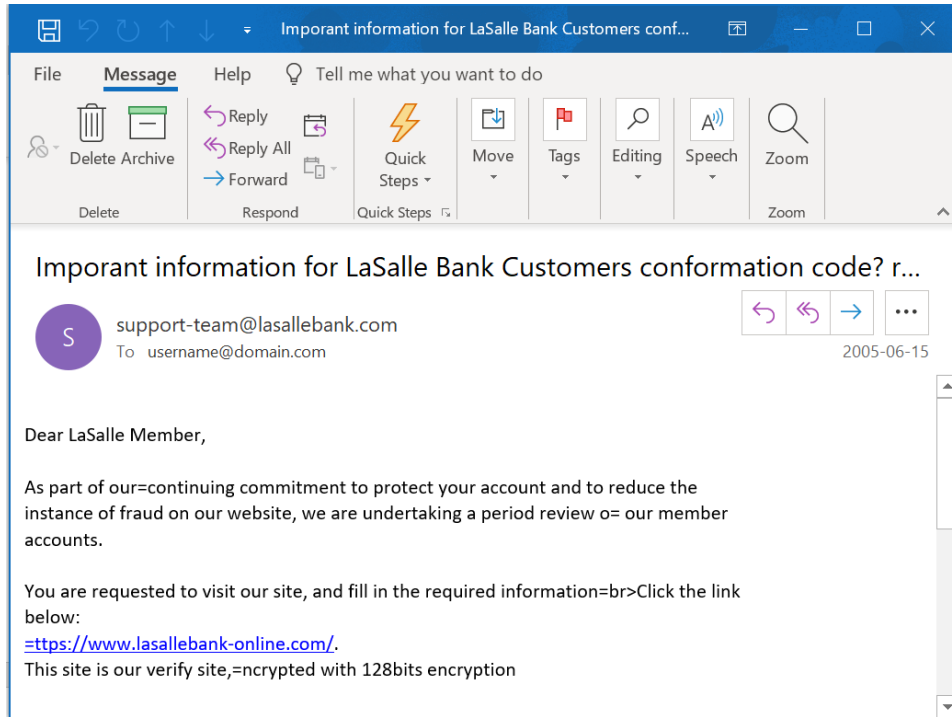 Imporant information for LaSalle Bank Customers conf...
File Message Help Tell me what you want to do
Delete Archive
Reply
Reply All
Forward
Quick Steps
Move
Tags
Editing
Speech
Zoom
Delete Respond Quick Steps Zoom
Imporant information for LaSalle Bank Customers conformation code? r...
S
support-team@lasallebank.com
To username@domain.com
2005-06-15
Dear LaSalle Member,
As part of our=continuing commitment to protect your account and to reduce the
instance of fraud on our website, we are undertaking a period review o= our member
accounts.
You are requested to visit our site, and fill in the required information=br>Click the link
below:
=ttps://www.lasallebank-online.com/.
This site is our verify site,=ncrypted with 128bits encryption